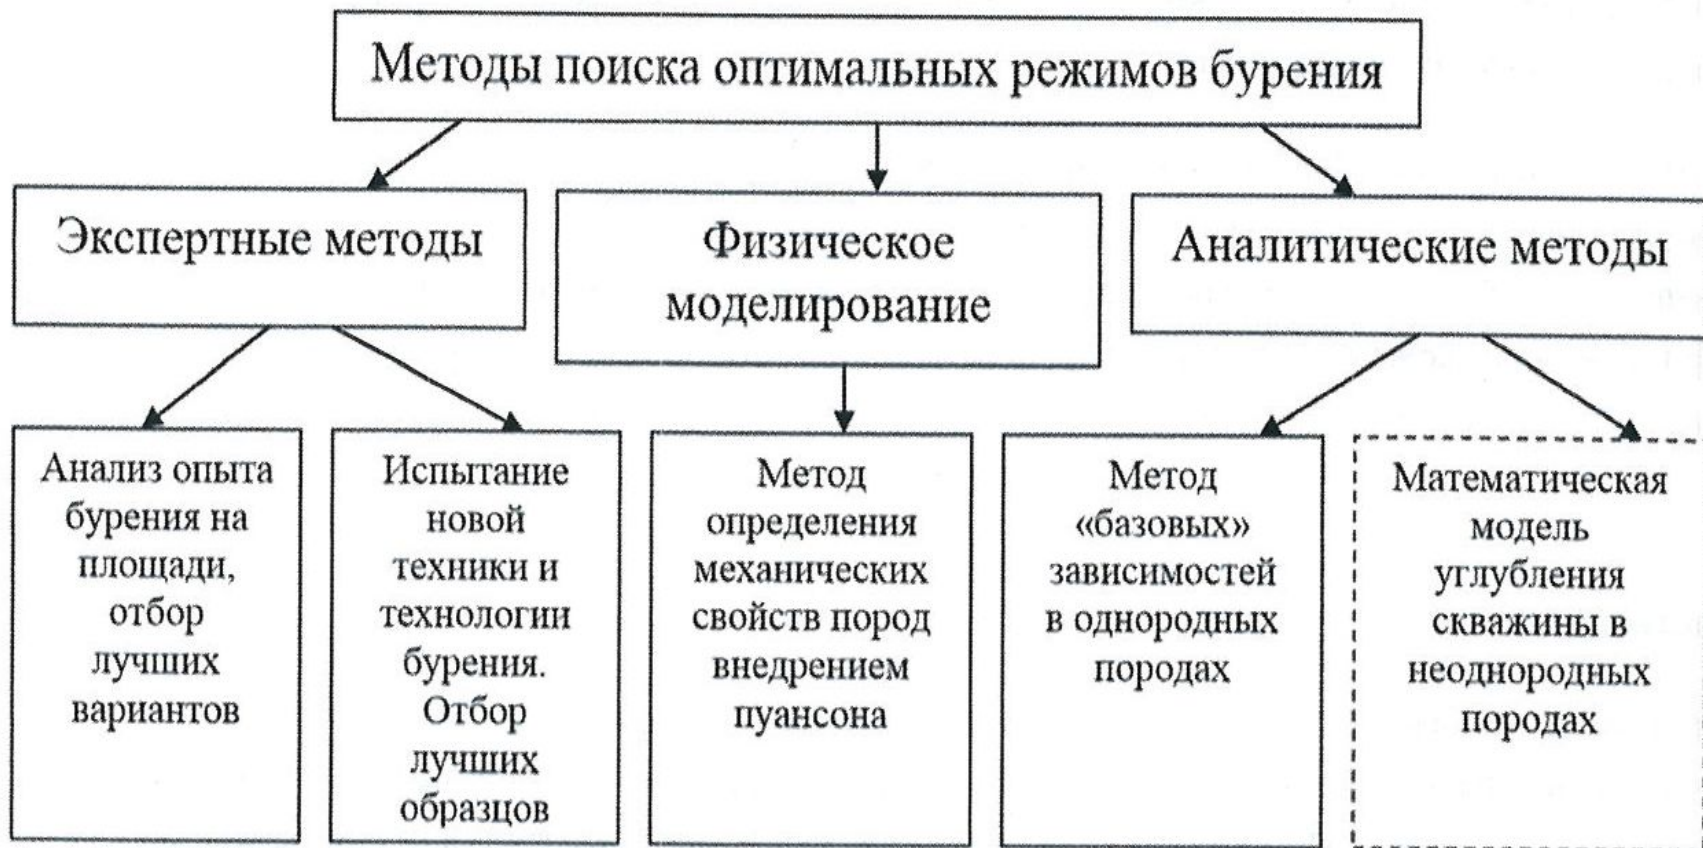 Методы поиска оптимальных режимов бурения
Экспертные методы
Физическое
моделирование
Аналитические методы
Анализ опыта
бурения на
площади,
отбор
лучших
вариантов
Испытание
новой
техники и
технологии
бурения.
Отбор
лучших
образцов
Метод
определения
механических
свойств пород
внедрением
пуансона
Метод
«базовых»
зависимостей
в однородных
породах
Математическая
модель
углубления
скважины в
неоднородных
породах